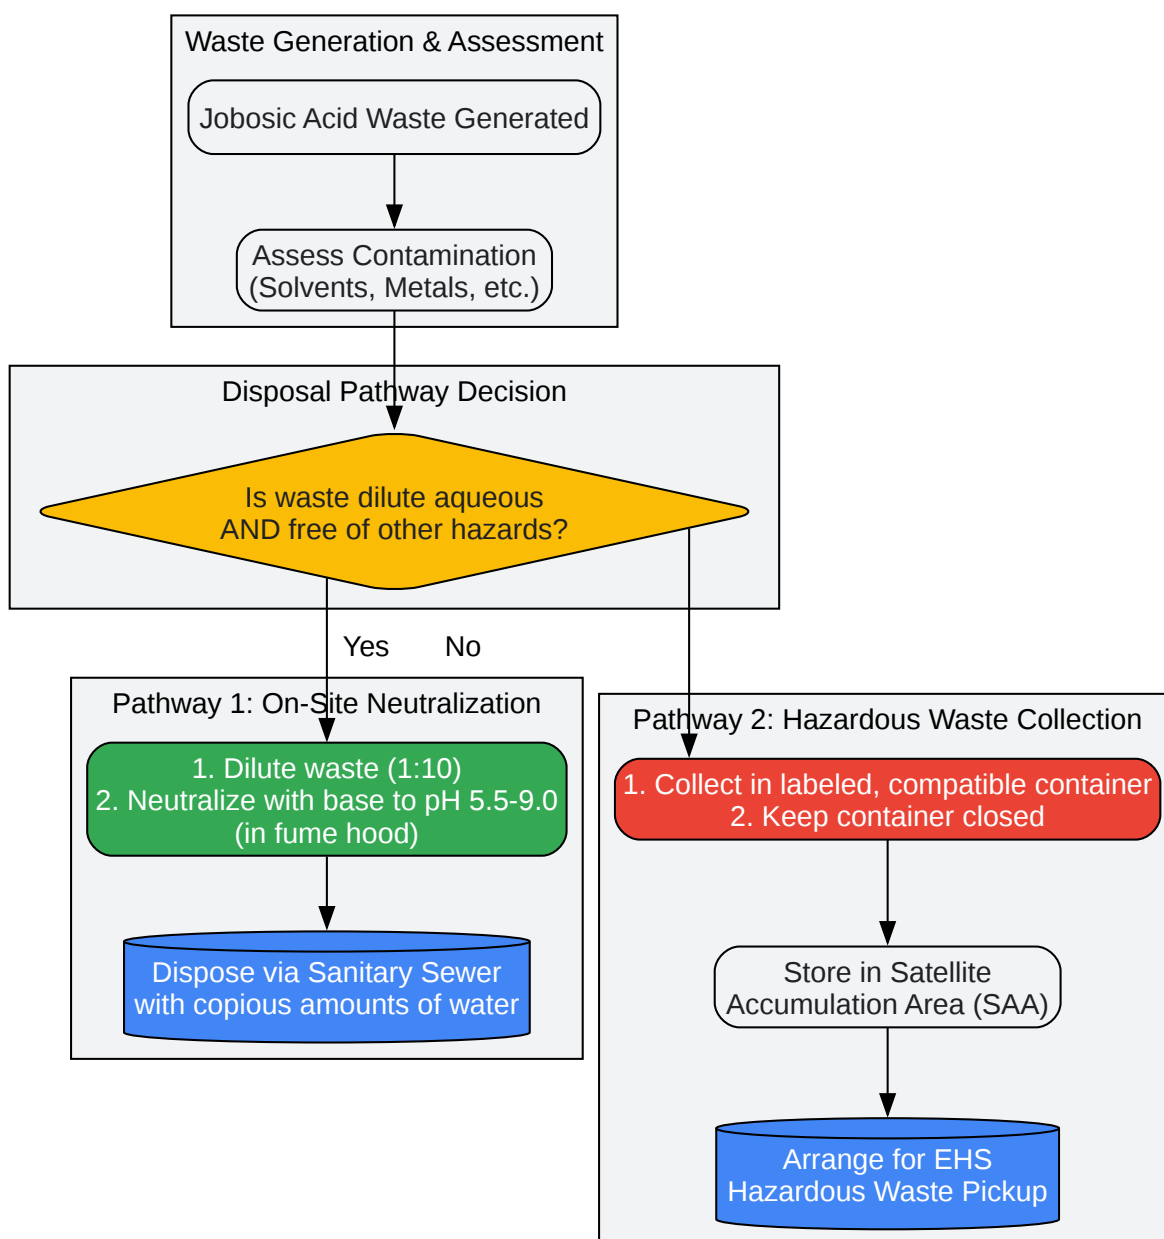 Waste Generation & Assessment
Jobosic Acid Waste Generated
Assess Contamination
(Solvents, Metals, etc.)
Disposal Pathway Decision
Is waste dilute aqueous
AND free of other hazards?
Yes
No
Pathway 1: On-Site Neutralization
1. Dilute waste (1:10)
2. Neutralize with base to pH 5.5-9.0
(in fume hood)
Dispose via Sanitary Sewer
with copious amounts of water
Pathway 2: Hazardous Waste Collection
1. Collect in labeled, compatible container
2. Keep container closed
Store in Satellite
Accumulation Area (SAA)
Arrange for EHS
Hazardous Waste Pickup